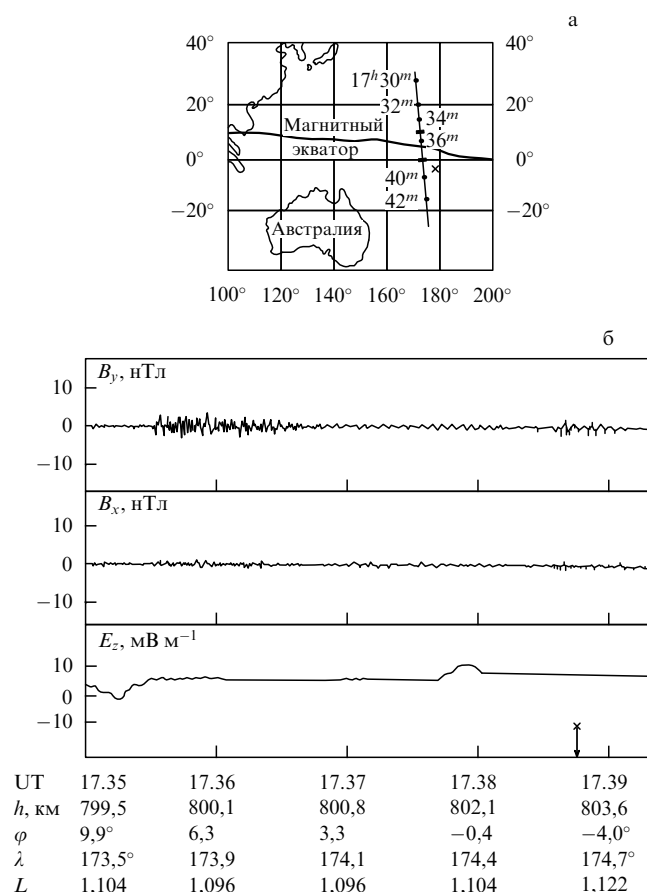 а
40° 40°
17ʰ30ᵐ
20° 32ᵐ 34ᵐ 20°
Магнитный
экватор 36ᵐ
0° 0°
40ᵐ
−20° Австралия 42ᵐ −20°
100° 120° 140° 160° 180° 200°
б
B_y, нТл
10
0
−10
B_x, нТл
10
0
−10
E_z, мВ м⁻¹
10
0
−10
UT 17.35 17.36 17.37 17.38 17.39
h, км 799,5 800,1 800,8 802,1 803,6
φ 9,9° 6,3 3,3 −0,4 −4,0°
λ 173,5° 173,9 174,1 174,4 174,7°
L 1,104 1,096 1,096 1,104 1,122